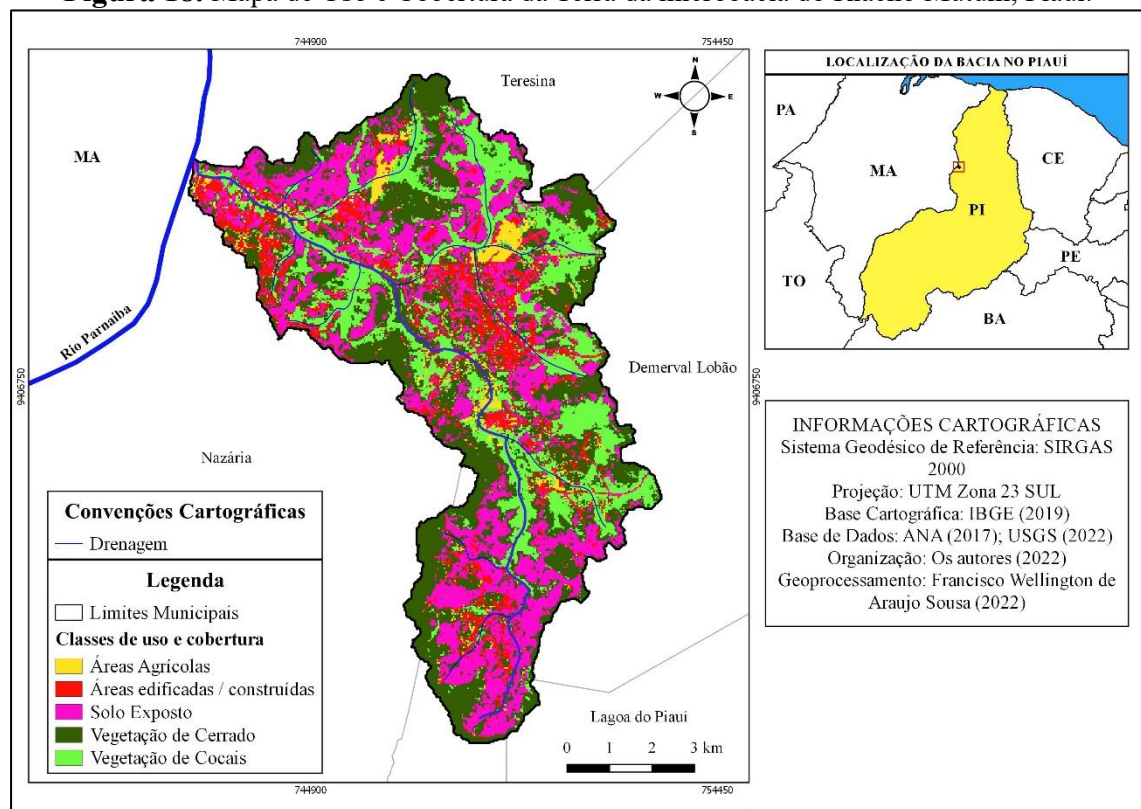 Figura 18: Mapa de Uso e Cobertura da Terra da microbacia do Riacho Mutum, Piauí.
744900
754450
Teresina
N
W
E
S
MA
Rio Parnaíba
9406750
9406750
Demerval Lobão
Nazária
Lagoa do Piaui
Convenções Cartográficas
Drenagem
Legenda
Limites Municipais
Classes de uso e cobertura
Áreas Agrícolas
Áreas edificadas / construídas
Solo Exposto
Vegetação de Cerrado
Vegetação de Cocais
0 1 2 3 km
744900
754450
LOCALIZAÇÃO DA BACIA NO PIAUÍ
PA
MA
CE
PI
TO
PE
BA
INFORMAÇÕES CARTOGRÁFICAS
Sistema Geodésico de Referência: SIRGAS
2000
Projeção: UTM Zona 23 SUL
Base Cartográfica: IBGE (2019)
Base de Dados: ANA (2017); USGS (2022)
Organização: Os autores (2022)
Geoprocessamento: Francisco Wellington de
Araujo Sousa (2022)